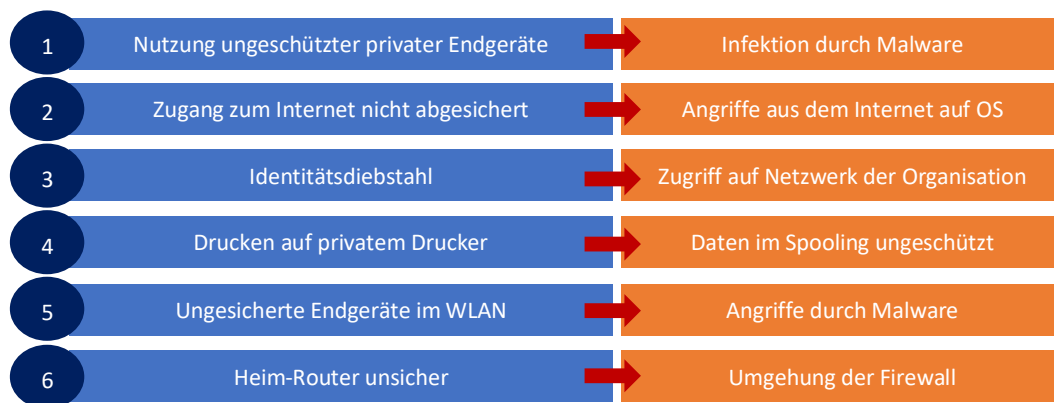 1 Nutzung ungeschützter privater Endgeräte Infektion durch Malware
2 Zugang zum Internet nicht abgesichert Angriffe aus dem Internet auf OS
3 Identitätsdiebstahl Zugriff auf Netzwerk der Organisation
4 Drucken auf privatem Drucker Daten im Spooling ungeschützt
5 Ungesicherte Endgeräte im WLAN Angriffe durch Malware
6 Heim-Router unsicher Umgehung der Firewall